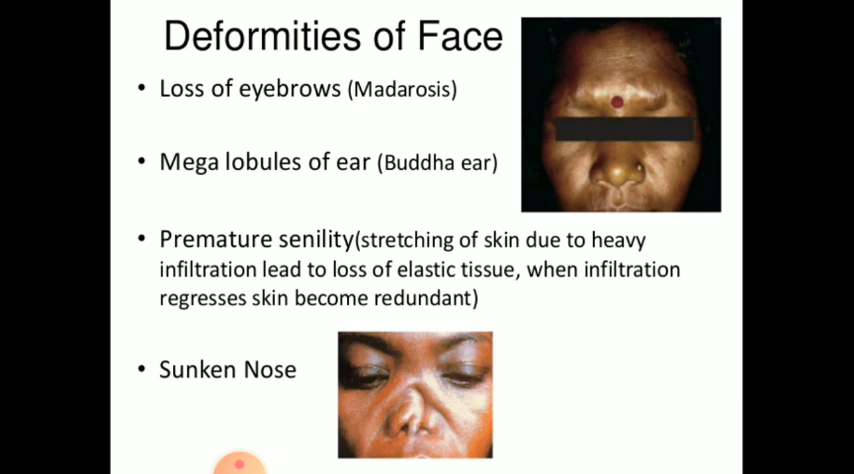 Deformities of Face
• Loss of eyebrows (Madarosis)
• Mega lobules of ear (Buddha ear)
• Premature senility(stretching of skin due to heavy
infiltration lead to loss of elastic tissue, when infiltration
regresses skin become redundant)
• Sunken Nose